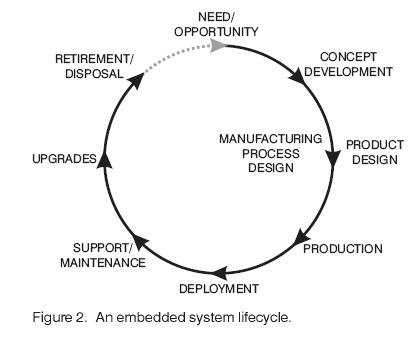 NEED/
OPPORTUNITY
CONCEPT
DEVELOPMENT
MANUFACTURING
PROCESS
DESIGN
PRODUCT
DESIGN
PRODUCTION
DEPLOYMENT
SUPPORT/
MAINTENANCE
UPGRADES
RETIREMENT/
DISPOSAL
Figure 2. An embedded system lifecycle.